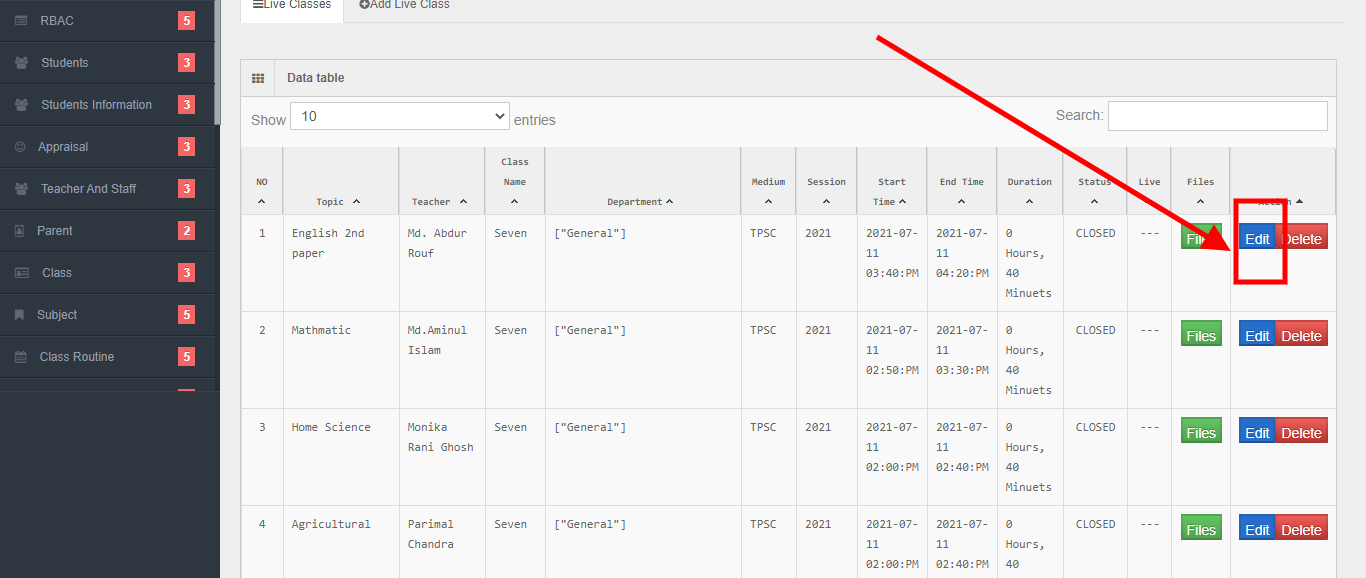 Live Classes
Add Live Class
RBAC 5
Students 3
Students Information 3
Appraisal 3
Teacher And Staff 3
Parent 2
Class 3
Subject 5
Class Routine 5
Data table
Show 10 entries
Search:
NO Topic Teacher Class Name Department Medium Session Start Time End Time Duration Status Live Files Action
1 English 2nd Md. Abdur Seven ["General"] TPSC 2021 2021-07- 2021-07- 0 CLOSED --- Files Edit Delete
paper Rouf 11 11 Hours,
03:40:PM 04:20:PM 40
Minuets
2 Mathmatic Md.Aminul Seven ["General"] TPSC 2021 2021-07- 2021-07- 0 CLOSED --- Files Edit Delete
Islam 11 11 Hours,
02:50:PM 03:30:PM 40
Minuets
3 Home Science Monika Seven ["General"] TPSC 2021 2021-07- 2021-07- 0 CLOSED --- Files Edit Delete
Rani Ghosh 11 11 Hours,
02:00:PM 02:40:PM 40
Minuets
4 Agricultural Parimal Seven ["General"] TPSC 2021 2021-07- 2021-07- 0 CLOSED --- Files Edit Delete
Chandra 11 11 Hours,
02:00:PM 02:40:PM 40